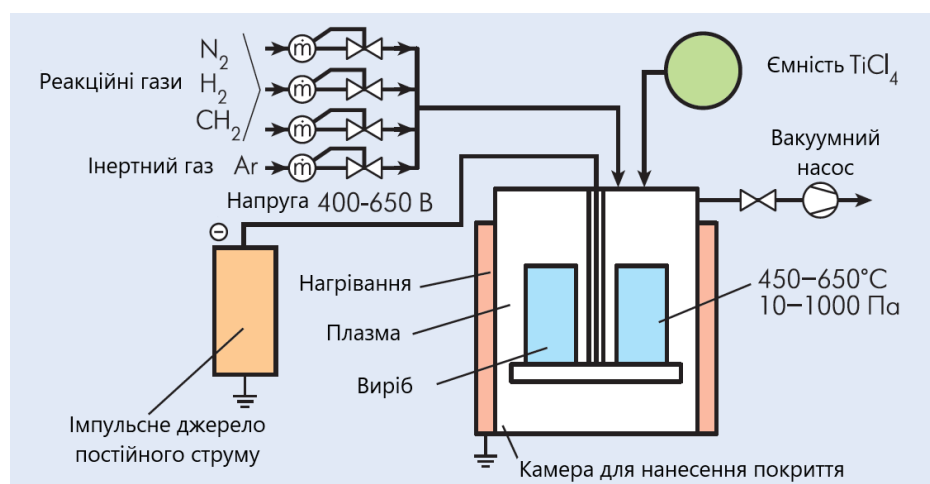 N₂
Реакційні гази H₂
CH₂
Інертний газ Ar
ṁ
ṁ
ṁ
ṁ
Ємність TiCl₄
Вакуумний
насос
Напруга 400-650 В
⊖
Нагрівання
Плазма
Виріб
450–650°C
10–1000 Па
Імпульсне джерело
постійного струму
Камера для нанесення покриття